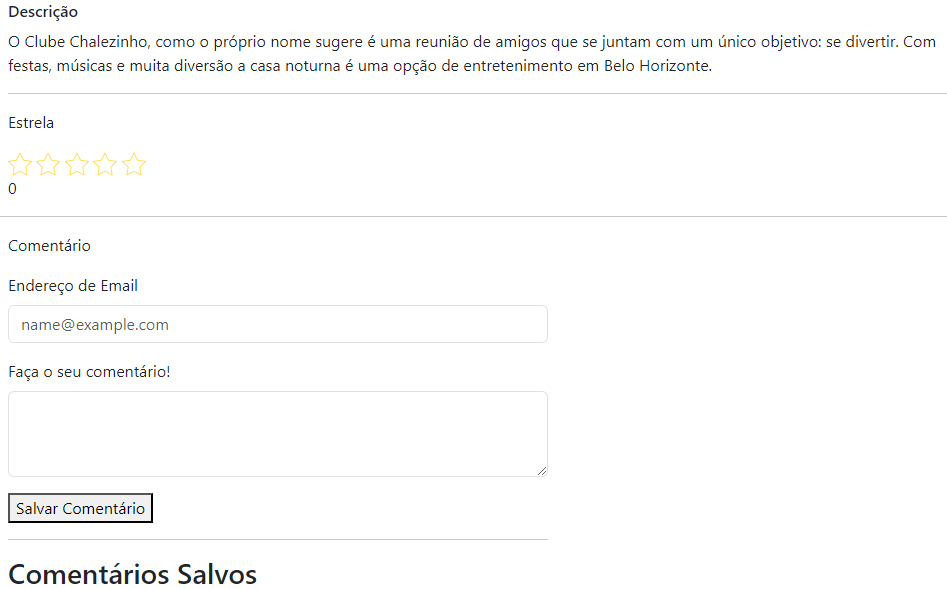 Descrição
O Clube Chalezinho, como o próprio nome sugere é uma reunião de amigos que se juntam com um único objetivo: se divertir. Com
festas, músicas e muita diversão a casa noturna é uma opção de entretenimento em Belo Horizonte.
Estrela
0
Comentário
Endereço de Email
name@example.com
Faça o seu comentário!
Salvar Comentário
Comentários Salvos